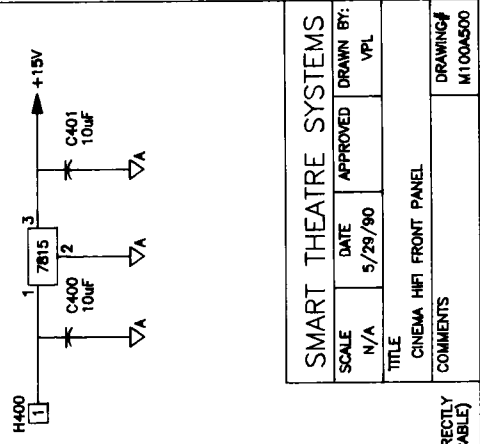 H400
1
C400
10uF
1
7815
3
2
C401
10uF
+15V
A
A
A
SMART THEATRE SYSTEMS
SCALE
N/A
DATE
5/29/90
APPROVED
DRAWN BY:
VPL
TITLE
CINEMA HIFI FRONT PANEL
COMMENTS
DRAWING#
M100A500